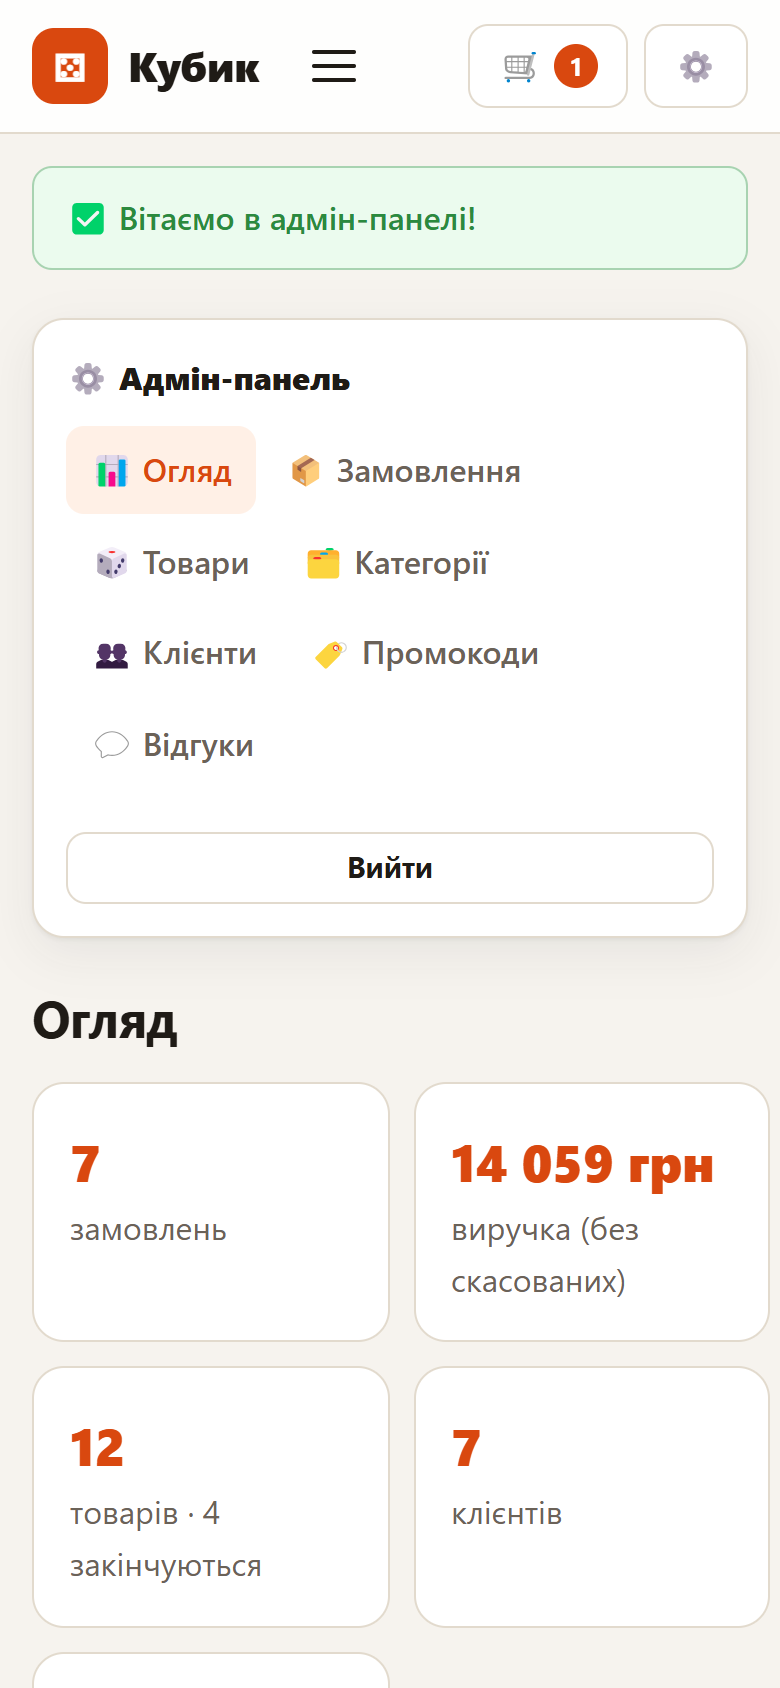 Кубик
1
Вітаємо в адмін-панелі!
Адмін-панель
Огляд
Замовлення
Товари
Категорії
Клієнти
Промокоди
Відгуки
Вийти
Огляд
7
замовлень
14 059 грн
виручка (без
скасованих)
12
товарів · 4
закінчуються
7
клієнтів